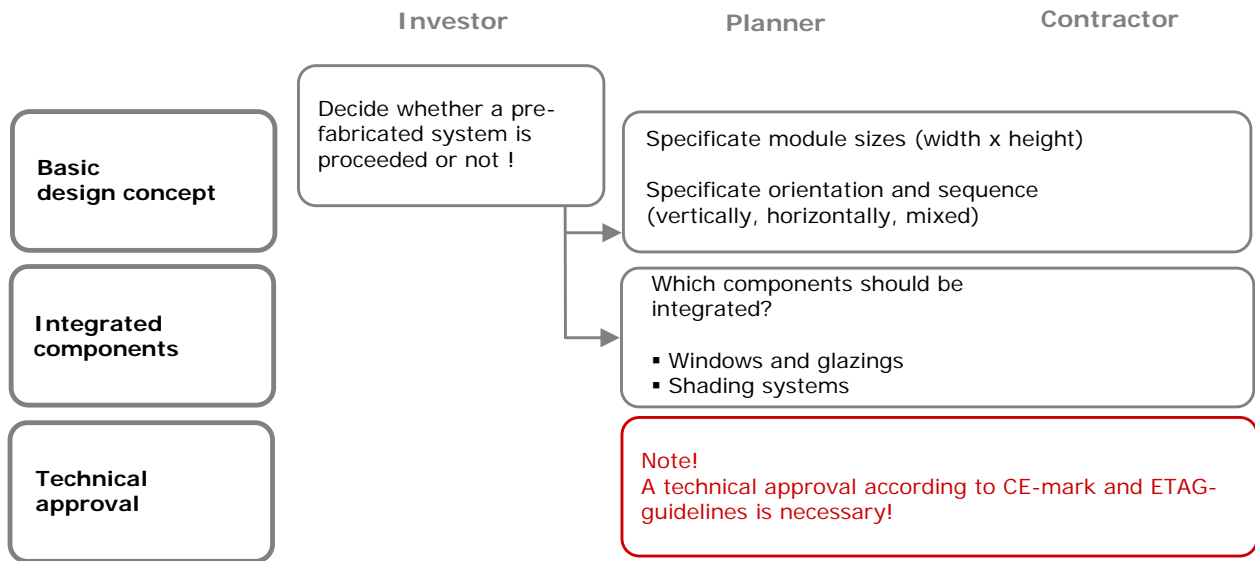 Investor
Planner
Contractor
Basic
design concept
Decide whether a pre-
fabricated system is
proceeded or not !
Specificate module sizes (width x height)
Specificate orientation and sequence
(vertically, horizontally, mixed)
Integrated
components
Which components should be
integrated?
▪ Windows and glazings
▪ Shading systems
Technical
approval
Note!
A technical approval according to CE-mark and ETAG-
guidelines is necessary!